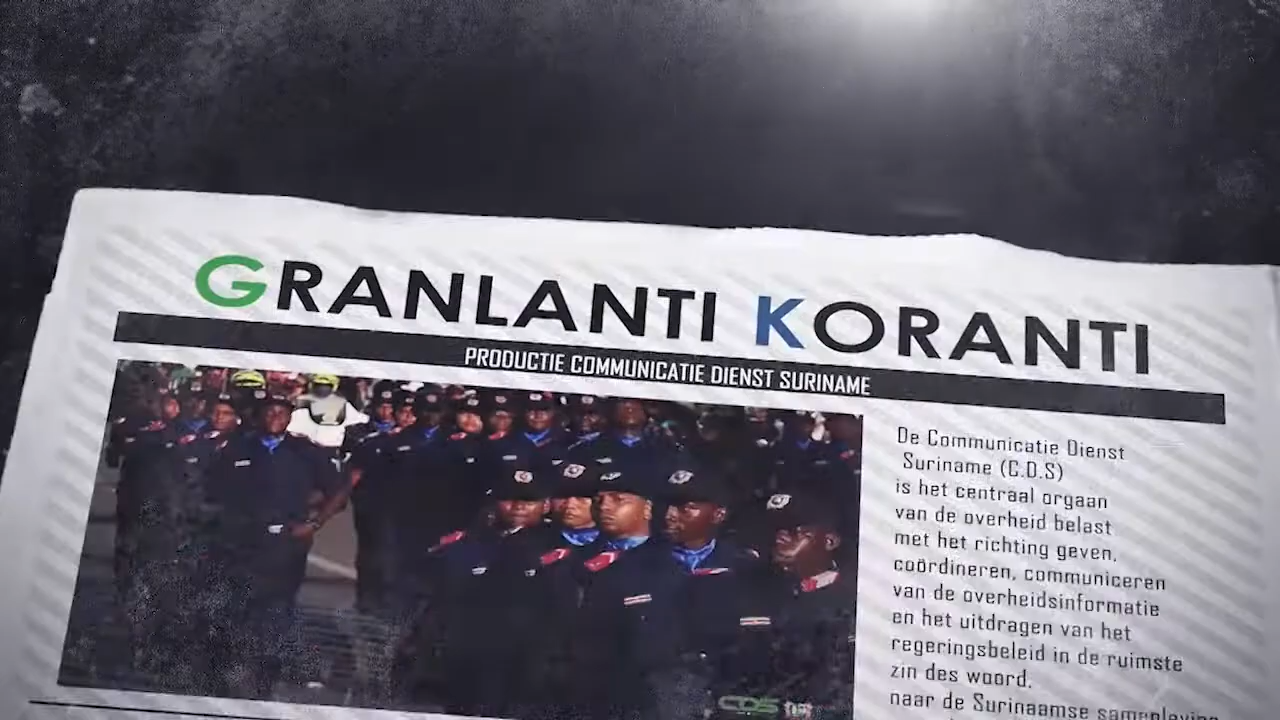 GRANLANTI KORANTI
PRODUCTIE COMMUNICATIE DIENST SURINAME
De Communicatie Dienst
Suriname (C.D.S)
is het centraal orgaan
van de overheid belast
met het richting geven,
coördineren, communiceren
van de overheidsinformatie
en het uitdragen van het
regeringsbeleid in de ruimste
zin des woord.
naar de Surinaamse samenleving
CDS